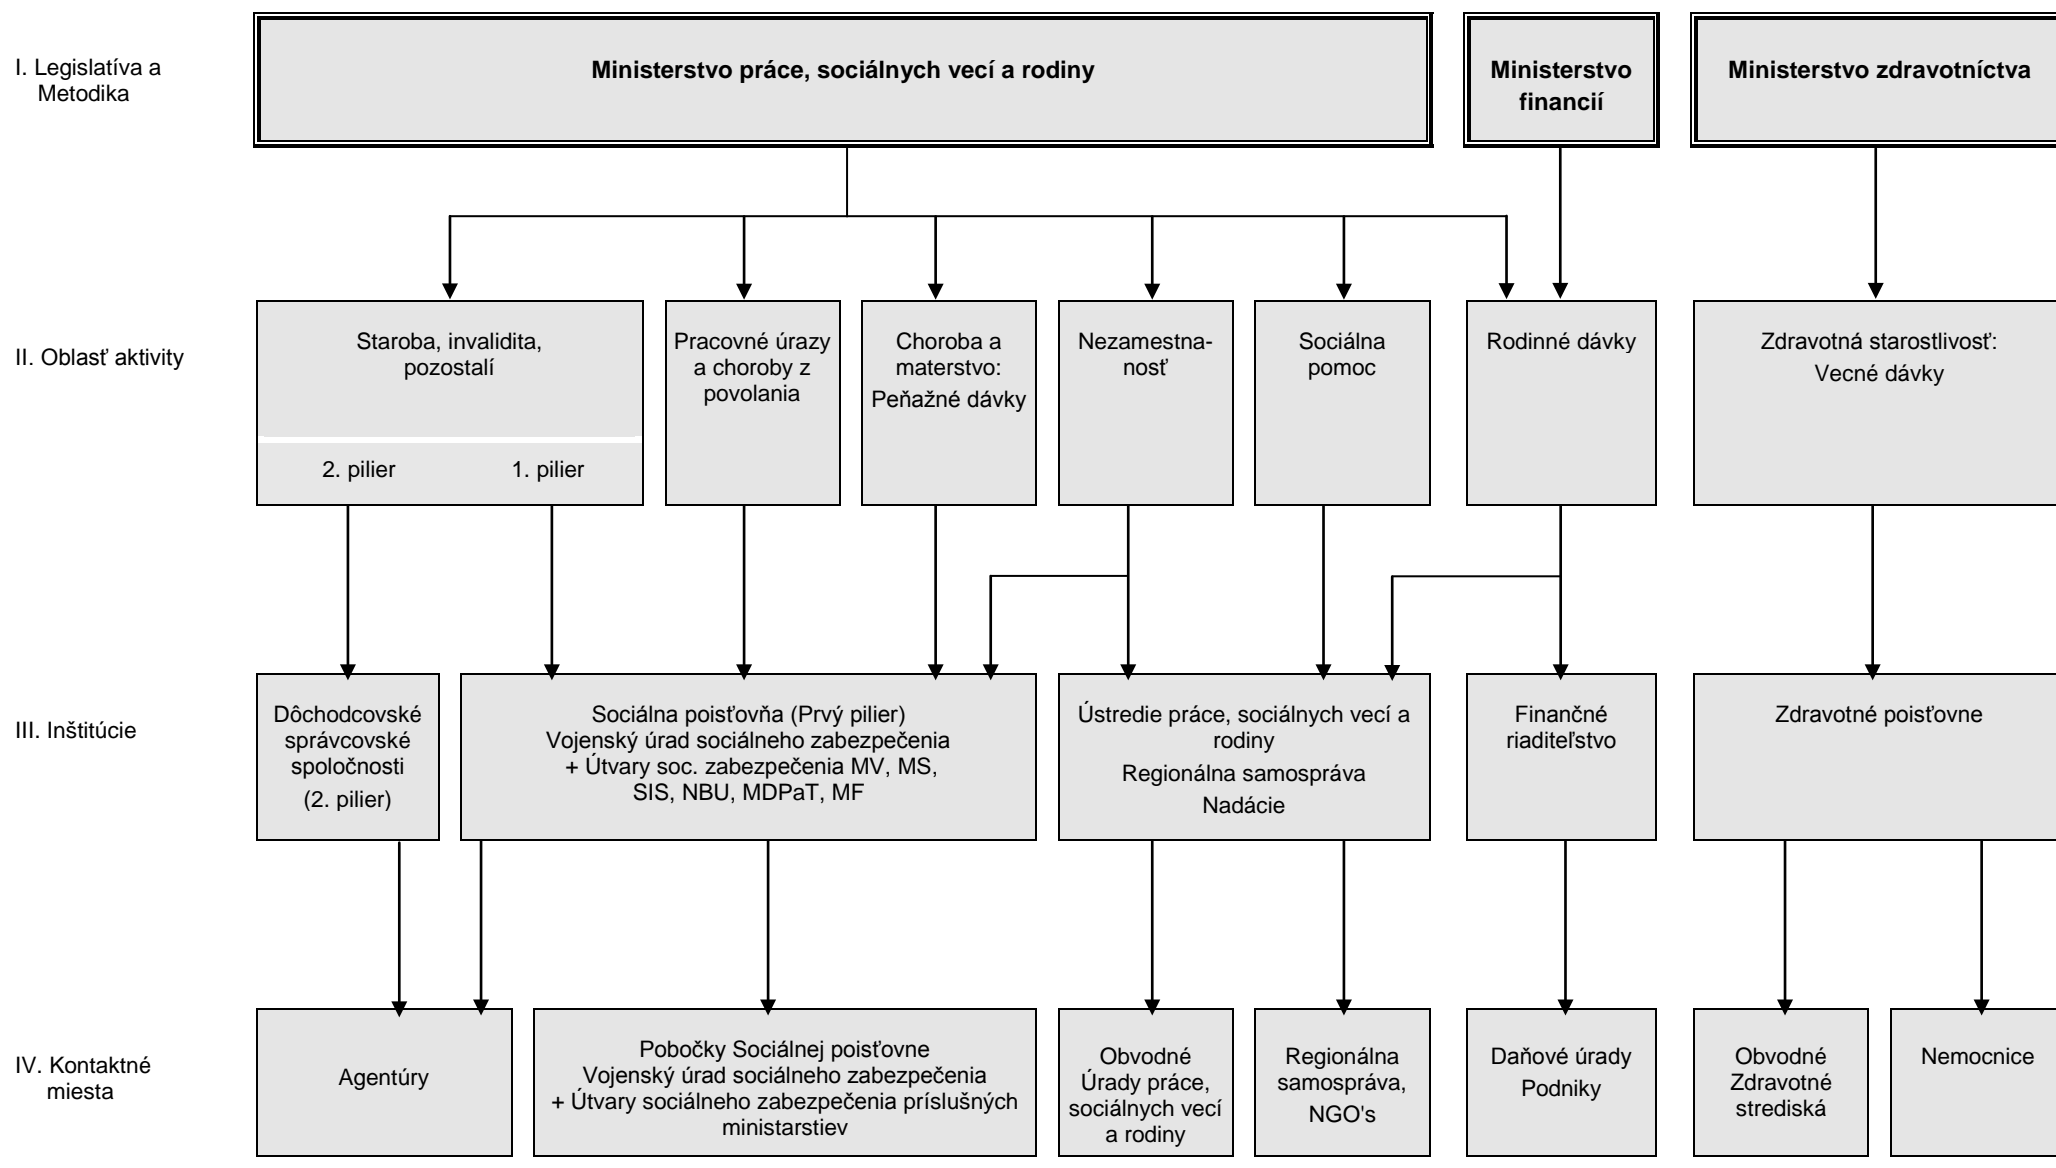 I. Legislatíva a
Metodika
Ministerstvo práce, sociálnych vecí a rodiny
Ministerstvo
financií
Ministerstvo zdravotníctva
II. Oblasť aktivity
Staroba, invalidita,
pozostalí
2. pilier
1. pilier
Pracovné úrazy
a choroby z
povolania
Choroba a
materstvo:
Peňažné dávky
Nezamestna-
nosť
Sociálna
pomoc
Rodinné dávky
Zdravotná starostlivosť:
Vecné dávky
III. Inštitúcie
Dôchodcovské
správcovské
spoločnosti
(2. pilier)
Sociálna poisťovňa (Prvý pilier)
Vojenský úrad sociálneho zabezpečenia
+ Útvary soc. zabezpečenia MV, MS,
SIS, NBU, MDPaT, MF
Ústredie práce, sociálnych vecí a
rodiny
Regionálna samospráva
Nadácie
Finančné
riaditeľstvo
Zdravotné poisťovne
IV. Kontaktné
miesta
Agentúry
Pobočky Sociálnej poisťovne
Vojenský úrad sociálneho zabezpečenia
+ Útvary sociálneho zabezpečenia príslušných
ministarstiev
Obvodné
Úrady práce,
sociálnych vecí
a rodiny
Regionálna
samospráva,
NGO's
Daňové úrady
Podniky
Obvodné
Zdravotné
strediská
Nemocnice